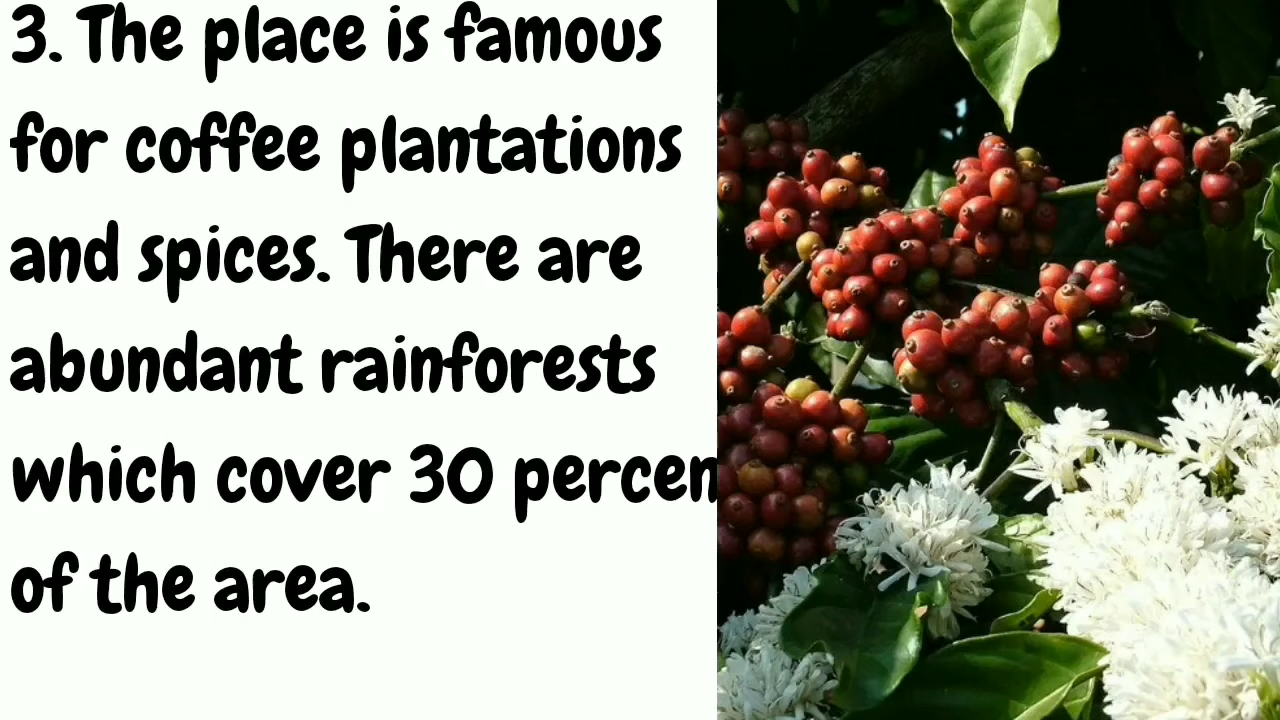 3. The place is famous
for coffee plantations
and spices. There are
abundant rainforests
which cover 30 percen
of the area.